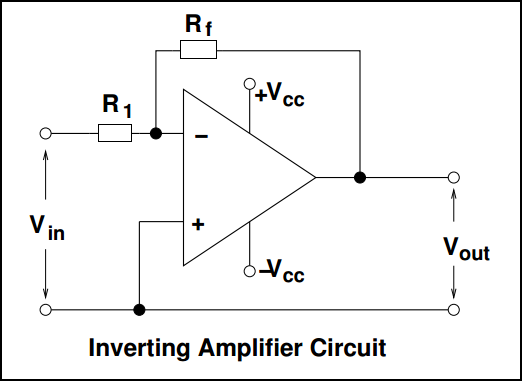 Rf
+Vcc
R1
−
Vin
+
Vout
−Vcc
Inverting Amplifier Circuit